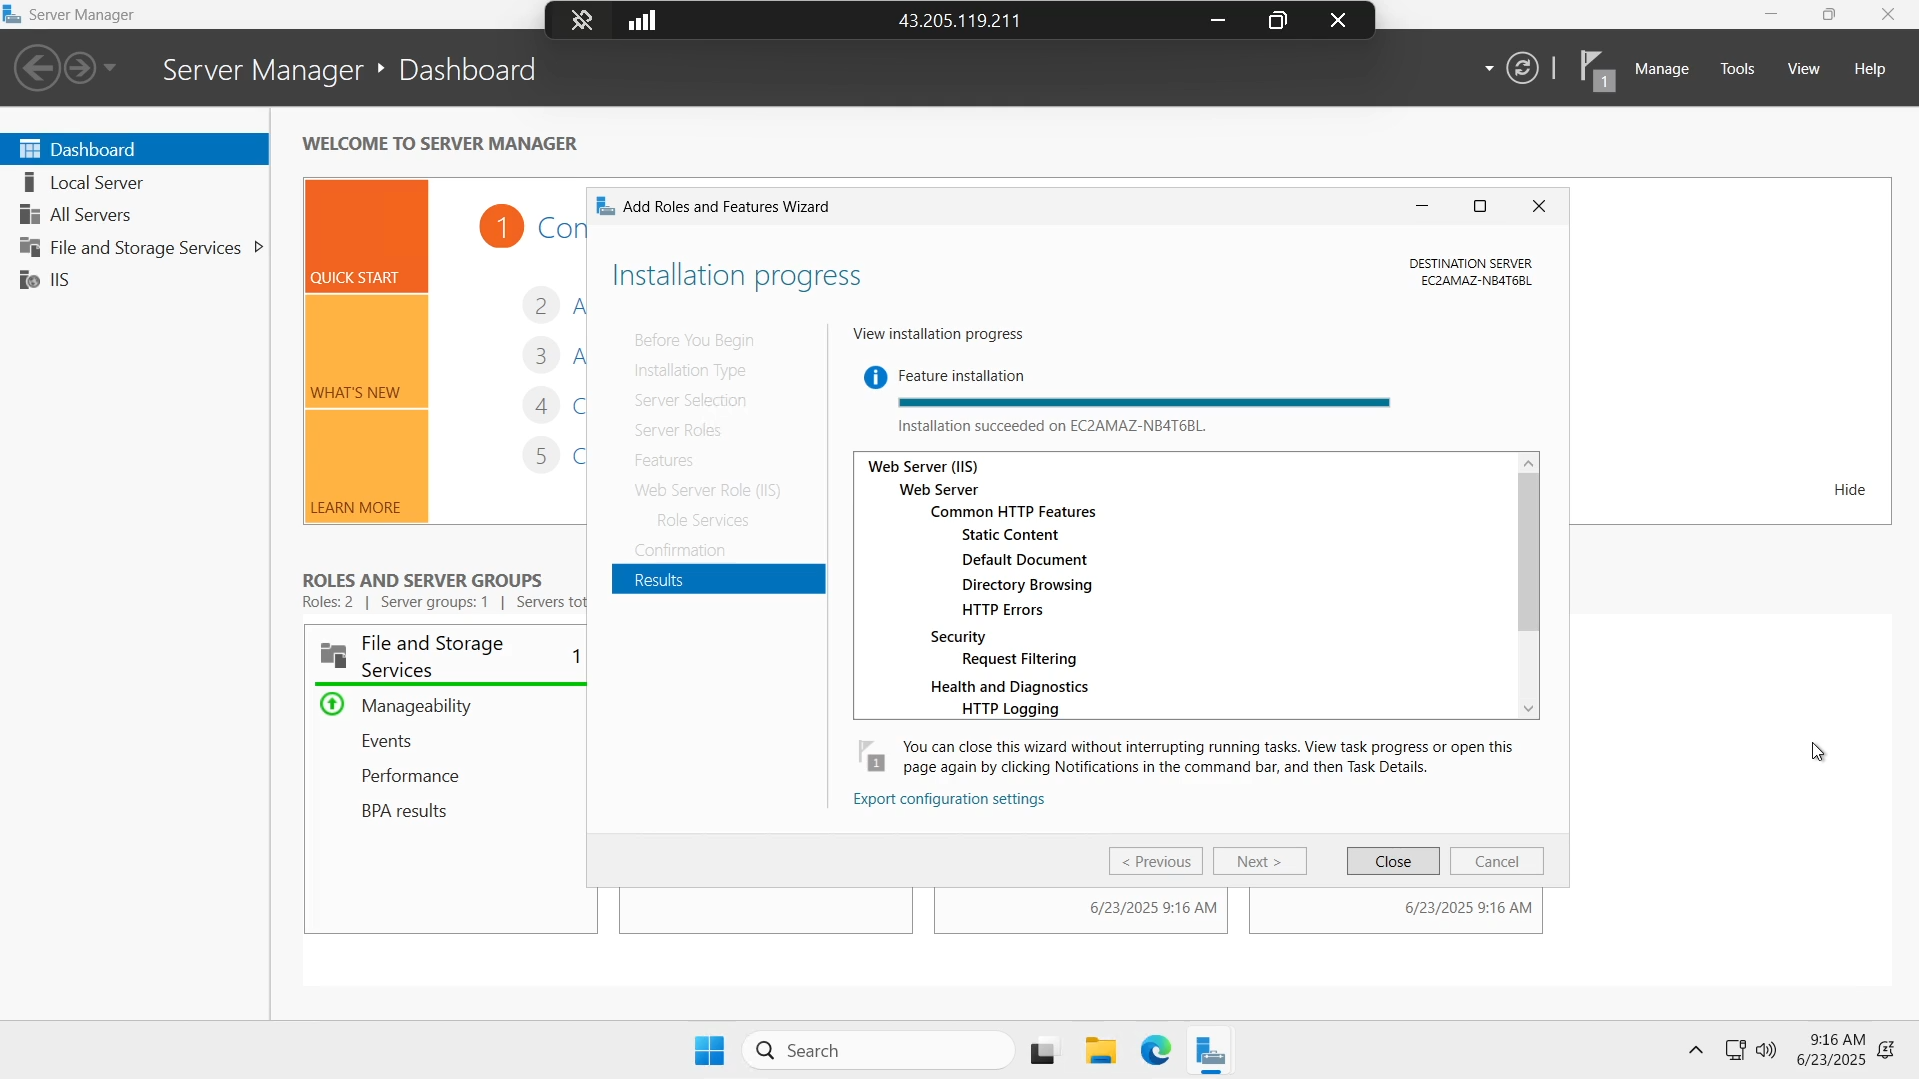 Server Manager
43.205.119.211
Server Manager ‣ Dashboard
1
Manage
Tools
View
Help
Dashboard
Local Server
All Servers
File and Storage Services
IIS
WELCOME TO SERVER MANAGER
QUICK START
WHAT'S NEW
LEARN MORE
1 Con
2 A
3 A
4 C
5 C
Hide
ROLES AND SERVER GROUPS
Roles: 2 | Server groups: 1 | Servers tot
File and Storage
Services
1
Manageability
Events
Performance
BPA results
Add Roles and Features Wizard
Installation progress
DESTINATION SERVER
EC2AMAZ-NB4T6BL
Before You Begin
Installation Type
Server Selection
Server Roles
Features
Web Server Role (IIS)
Role Services
Confirmation
Results
View installation progress
Feature installation
Installation succeeded on EC2AMAZ-NB4T6BL.
Web Server (IIS)
Web Server
Common HTTP Features
Static Content
Default Document
Directory Browsing
HTTP Errors
Security
Request Filtering
Health and Diagnostics
HTTP Logging
1
You can close this wizard without interrupting running tasks. View task progress or open this
page again by clicking Notifications in the command bar, and then Task Details.
Export configuration settings
< Previous
Next >
Close
Cancel
6/23/2025 9:16 AM
6/23/2025 9:16 AM
Search
9:16 AM
6/23/2025